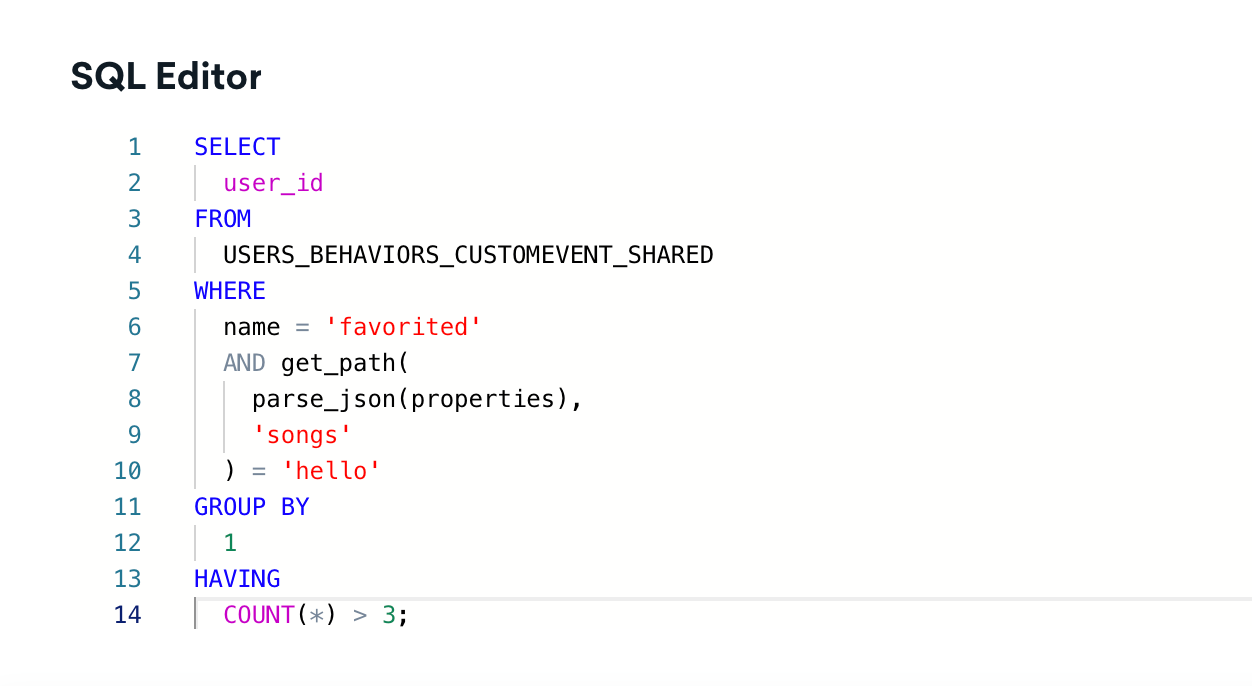 SQL Editor
1 SELECT
2 user_id
3 FROM
4 USERS_BEHAVIORS_CUSTOMEVENT_SHARED
5 WHERE
6 name = 'favorited'
7 AND get_path(
8 parse_json(properties),
9 'songs'
10 ) = 'hello'
11 GROUP BY
12 1
13 HAVING
14 COUNT(*) > 3;